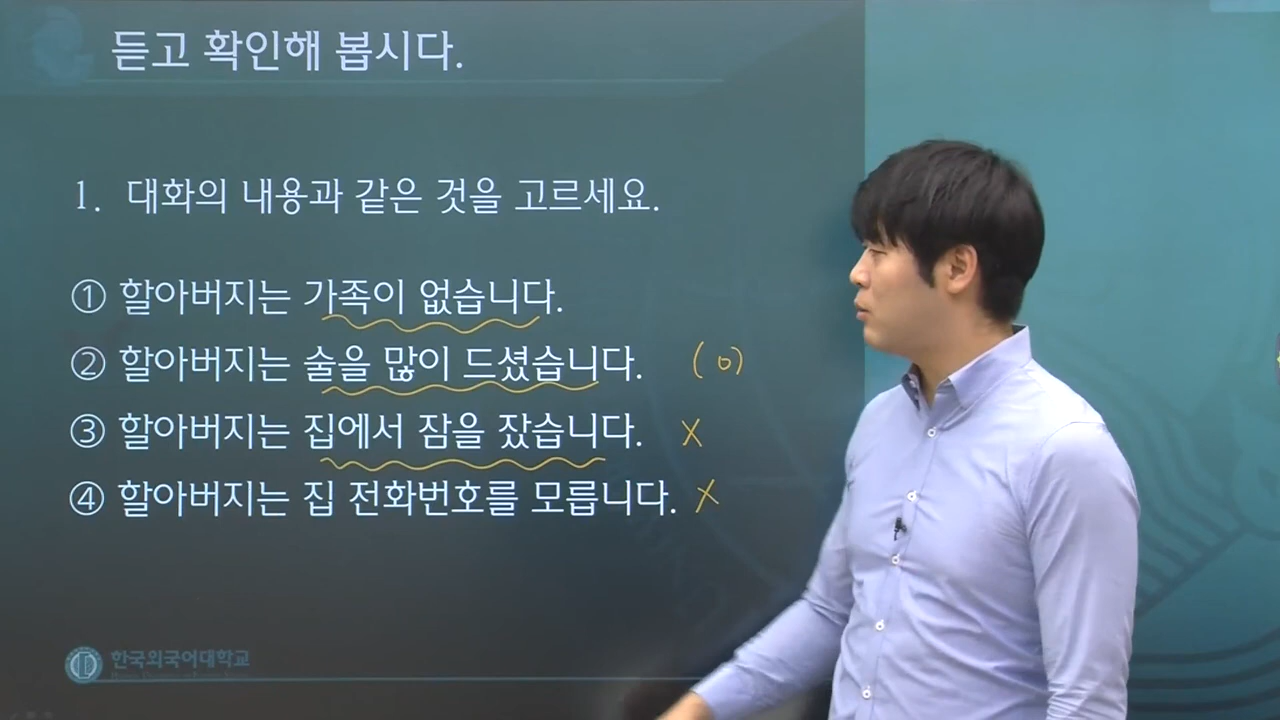 듣고 확인해 봅시다.
1. 대화의 내용과 같은 것을 고르세요.
① 할아버지는 가족이 없습니다.
② 할아버지는 술을 많이 드셨습니다. (o)
③ 할아버지는 집에서 잠을 잤습니다. X
④ 할아버지는 집 전화번호를 모릅니다. X
한국외국어대학교